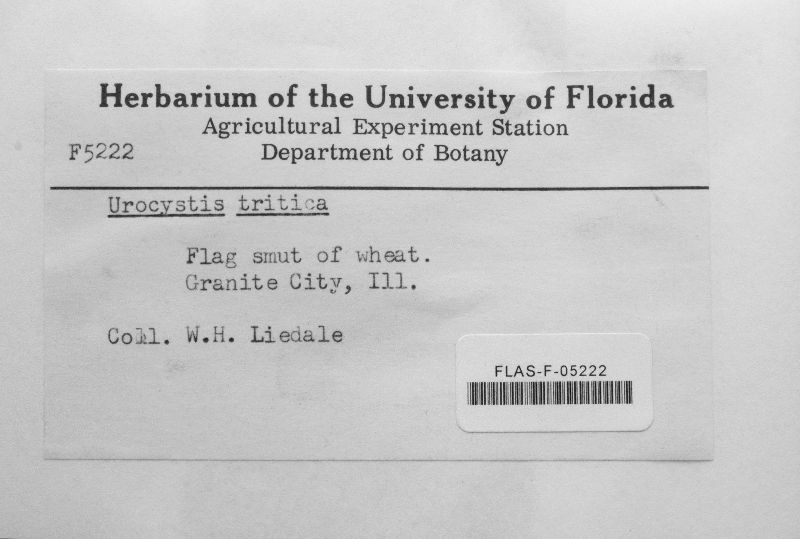 Herbarium of the University of Florida
Agricultural Experiment Station
F5222
Department of Botany
Urocystis tritica
Flag smut of wheat.
Granite City, Ill.
Coll. W.H. Liedale
FLAS-F-05222